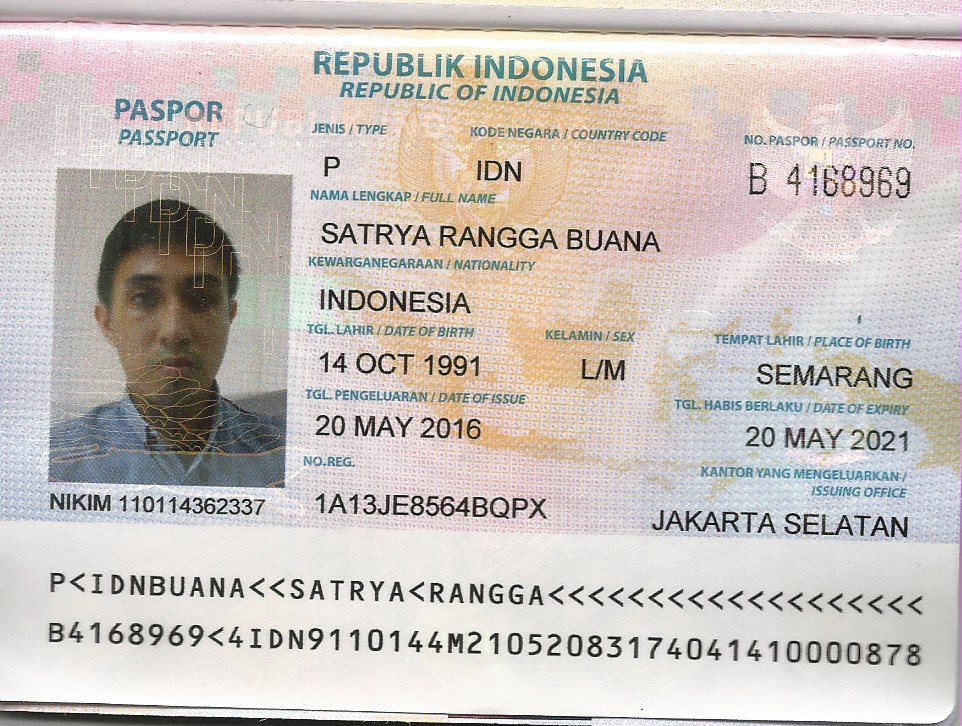 REPUBLIK INDONESIA
REPUBLIC OF INDONESIA
PASPOR
PASSPORT
JENIS / TYPE
KODE NEGARA / COUNTRY CODE
NO. PASPOR / PASSPORT NO.
P
IDN
B 4168969
NAMA LENGKAP / FULL NAME
SATRYA RANGGA BUANA
KEWARGANEGARAAN / NATIONALITY
INDONESIA
TGL. LAHIR / DATE OF BIRTH
KELAMIN / SEX
TEMPAT LAHIR / PLACE OF BIRTH
14 OCT 1991
L/M
SEMARANG
TGL. PENGELUARAN / DATE OF ISSUE
TGL. HABIS BERLAKU / DATE OF EXPIRY
20 MAY 2016
20 MAY 2021
NO.REG.
KANTOR YANG MENGELUARKAN /
ISSUING OFFICE
NIKIM 110114362337
1A13JE8564BQPX
JAKARTA SELATAN
P<IDNBUANA<<SATRYA<RANGGA<<<<<<<<<<<<<<<<<<<
B4168969<4IDN9110144M21052083174041410000878